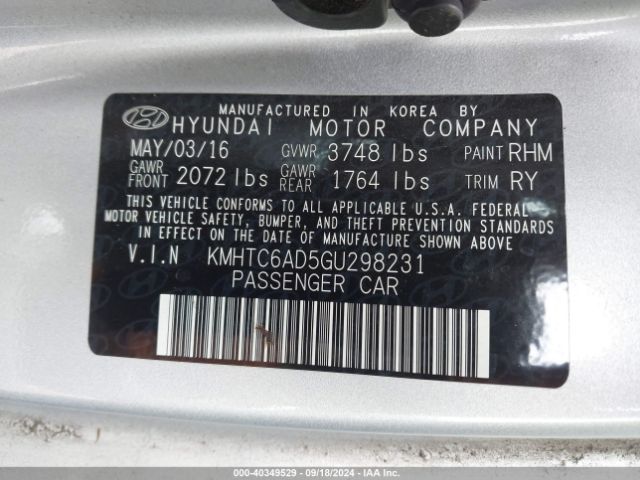 MANUFACTURED IN KOREA BY
HYUNDAI MOTOR COMPANY
MAY/03/16 GVWR 3748 lbs PAINT RHM
GAWR FRONT 2072 lbs GAWR REAR 1764 lbs TRIM RY
THIS VEHICLE CONFORMS TO ALL APPLICABLE U.S.A. FEDERAL
MOTOR VEHICLE SAFETY, BUMPER, AND THEFT PREVENTION STANDARDS
IN EFFECT ON THE DATE OF MANUFACTURE SHOWN ABOVE.
V.I.N KMHTC6AD5GU298231
PASSENGER CAR
000-40349529 - 09/18/2024 - IAA Inc.